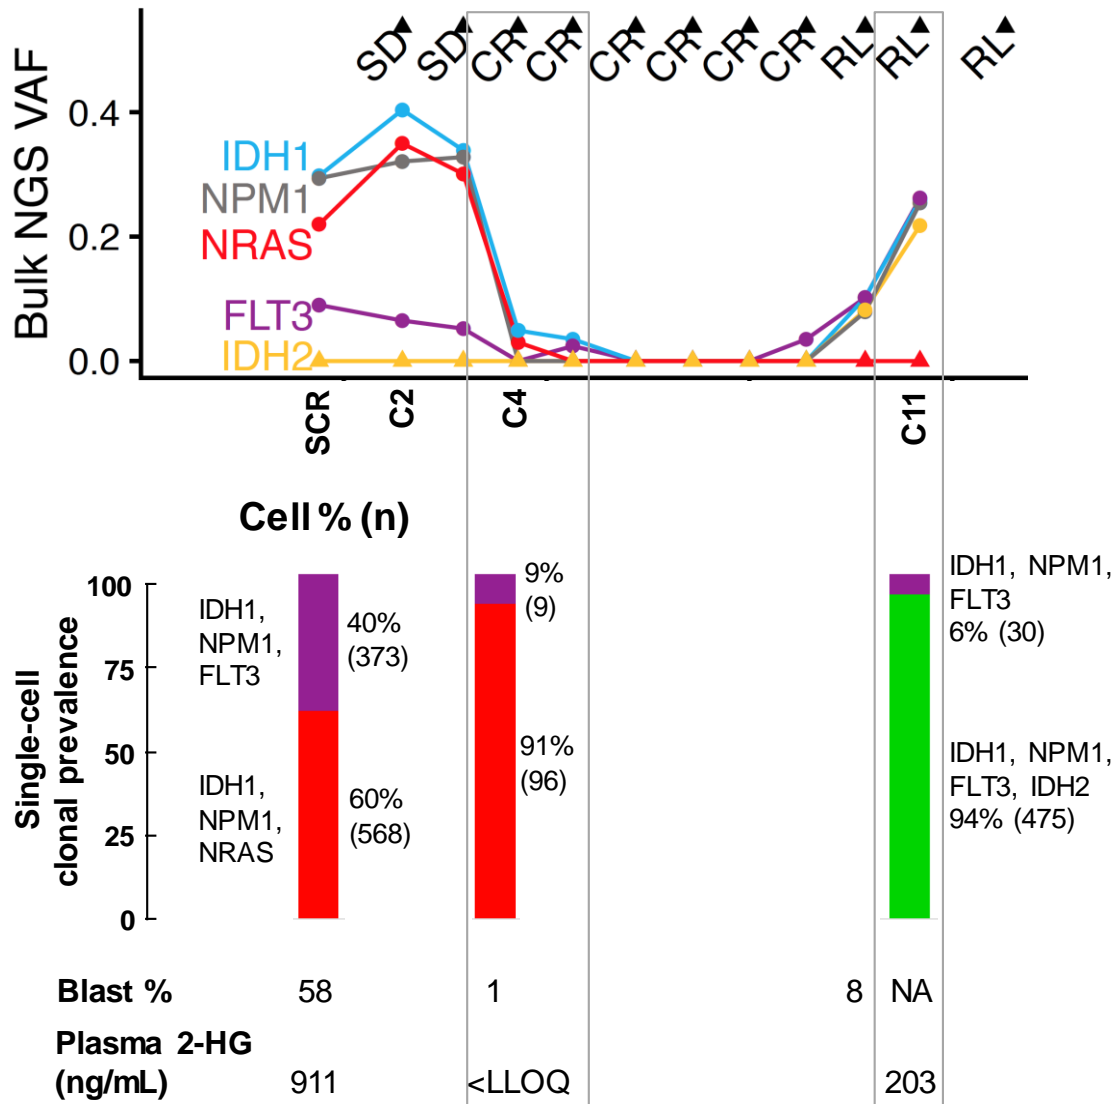 SD SD CR CR CR CR CR CR RL RL RL
Bulk NGS VAF
0.4
0.2
0.0
IDH1
NPM1
NRAS
FLT3
IDH2
SCR C2 C4 C11
Cell % (n)
Single-cell
clonal prevalence
100
75
50
25
0
IDH1,
NPM1,
FLT3
40%
(373)
IDH1,
NPM1,
NRAS
60%
(568)
9%
(9)
91%
(96)
IDH1, NPM1,
FLT3
6% (30)
IDH1, NPM1,
FLT3, IDH2
94% (475)
Blast % 58 1 8 NA
Plasma 2-HG
(ng/mL) 911 <LLOQ 203